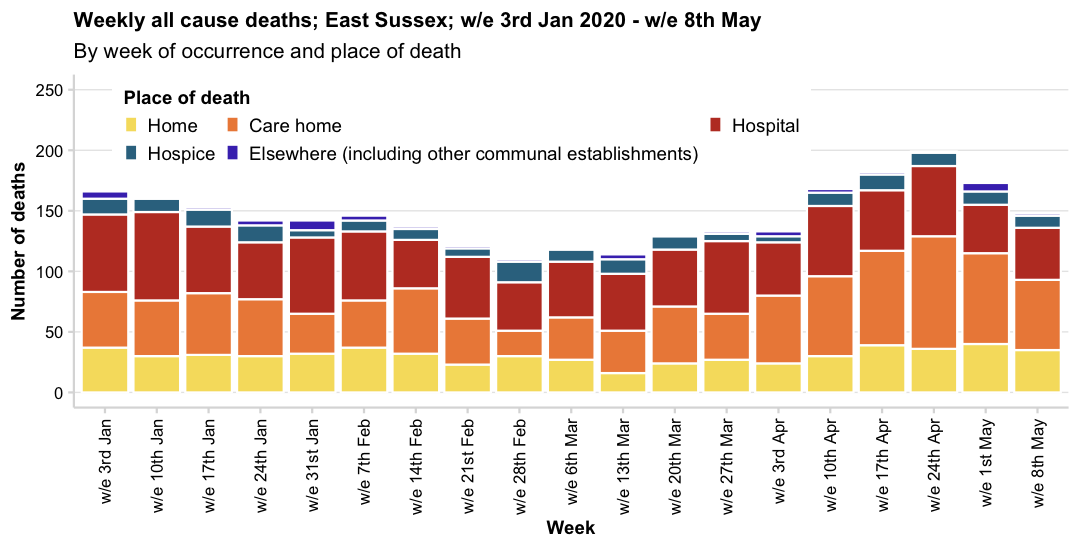 Weekly all cause deaths; East Sussex; w/e 3rd Jan 2020 - w/e 8th May
By week of occurrence and place of death
Place of death
Home Care home Hospital
Hospice Elsewhere (including other communal establishments)
Number of deaths
250
200
150
100
50
0
w/e 3rd Jan
w/e 10th Jan
w/e 17th Jan
w/e 24th Jan
w/e 31st Jan
w/e 7th Feb
w/e 14th Feb
w/e 21st Feb
w/e 28th Feb
w/e 6th Mar
w/e 13th Mar
w/e 20th Mar
w/e 27th Mar
w/e 3rd Apr
w/e 10th Apr
w/e 17th Apr
w/e 24th Apr
w/e 1st May
w/e 8th May
Week